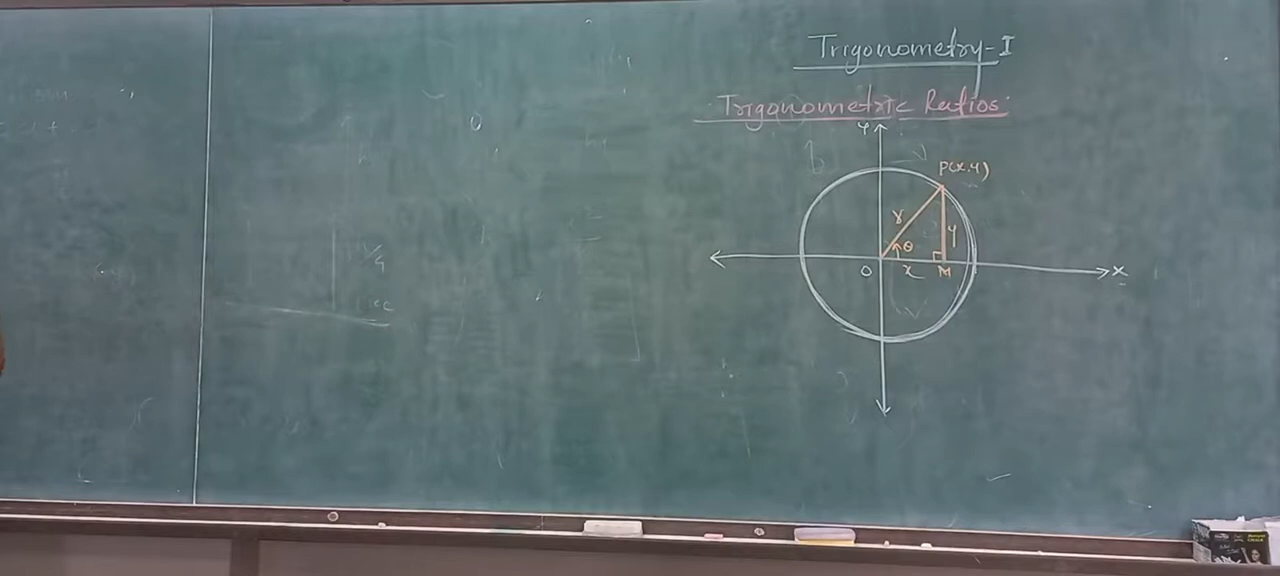 Trigonometry-I
Trigonometric Ratios:
Y
P(x,y)
r
y
θ
O
x
M
X